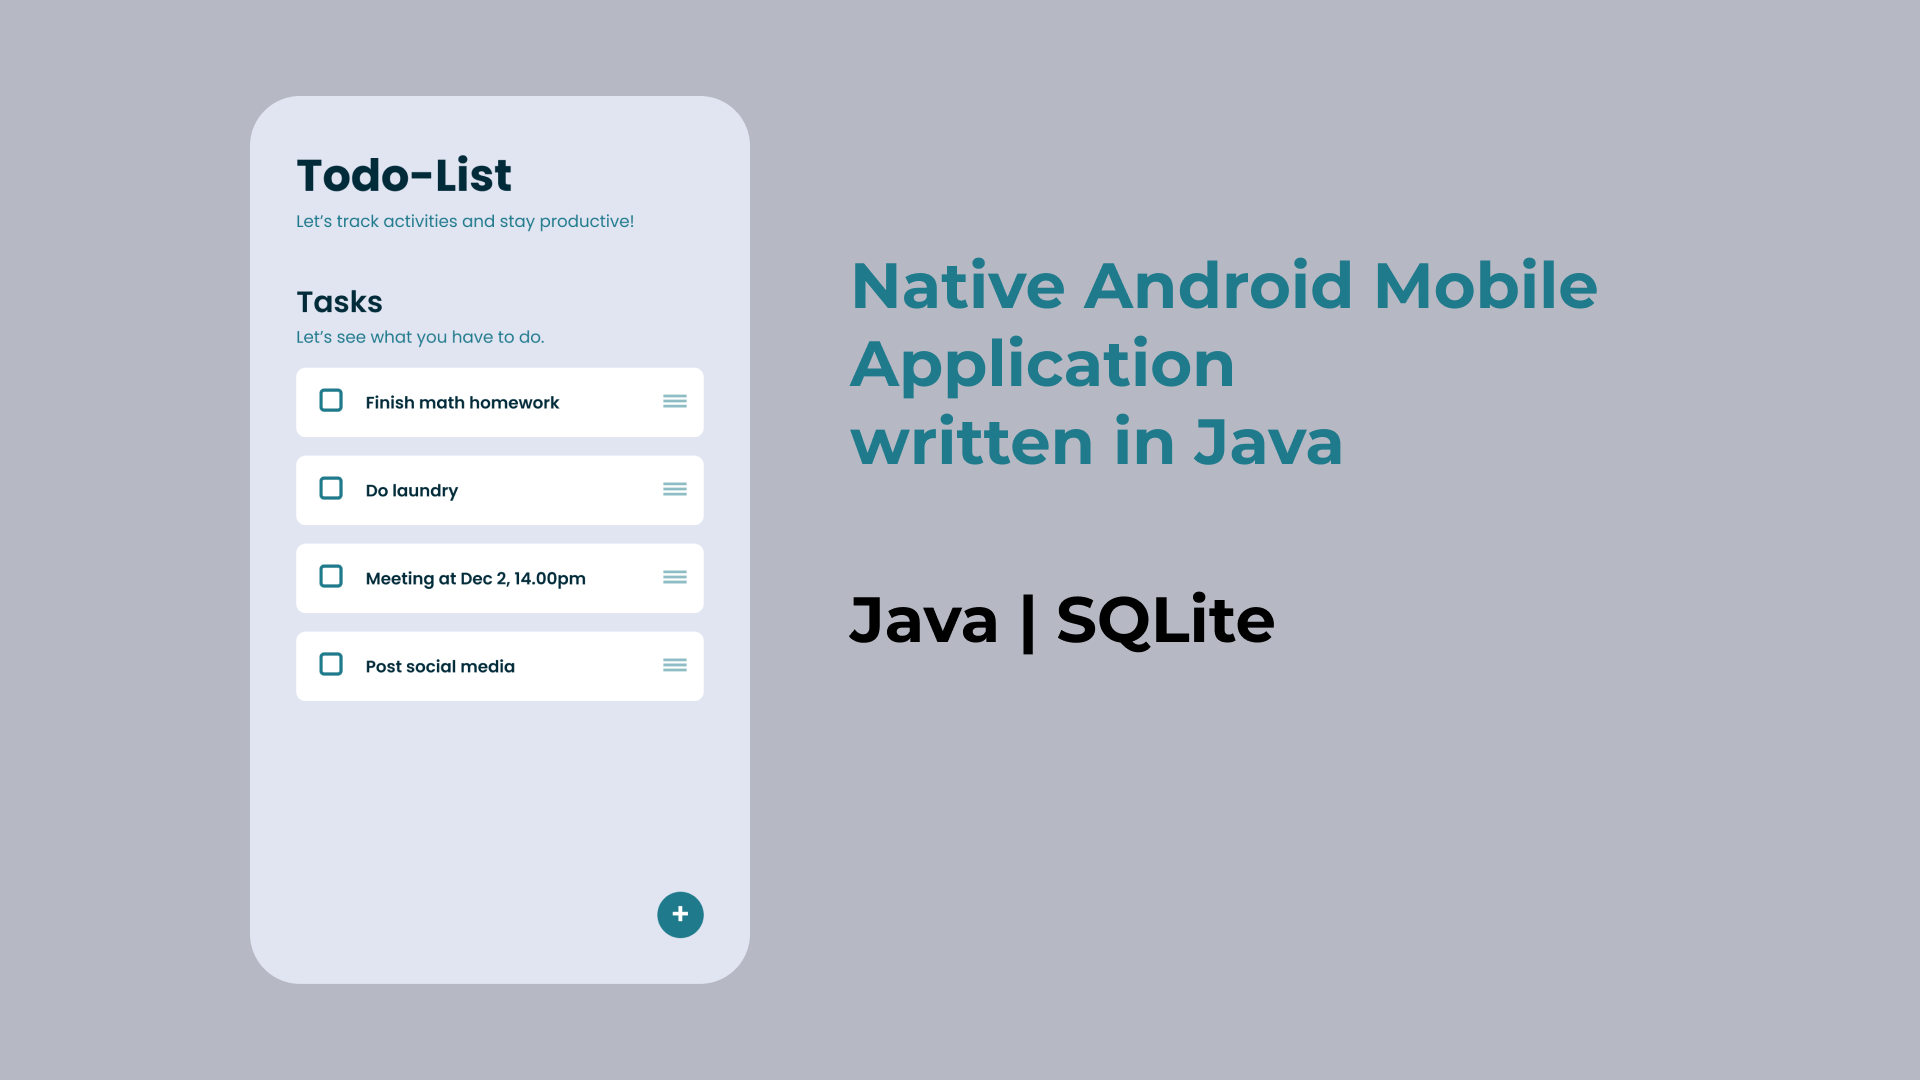 Todo-List
Let's track activities and stay productive!
Tasks
Let's see what you have to do.
Finish math homework
Do laundry
Meeting at Dec 2, 14.00pm
Post social media
+
Native Android Mobile
Application
written in Java
Java | SQLite